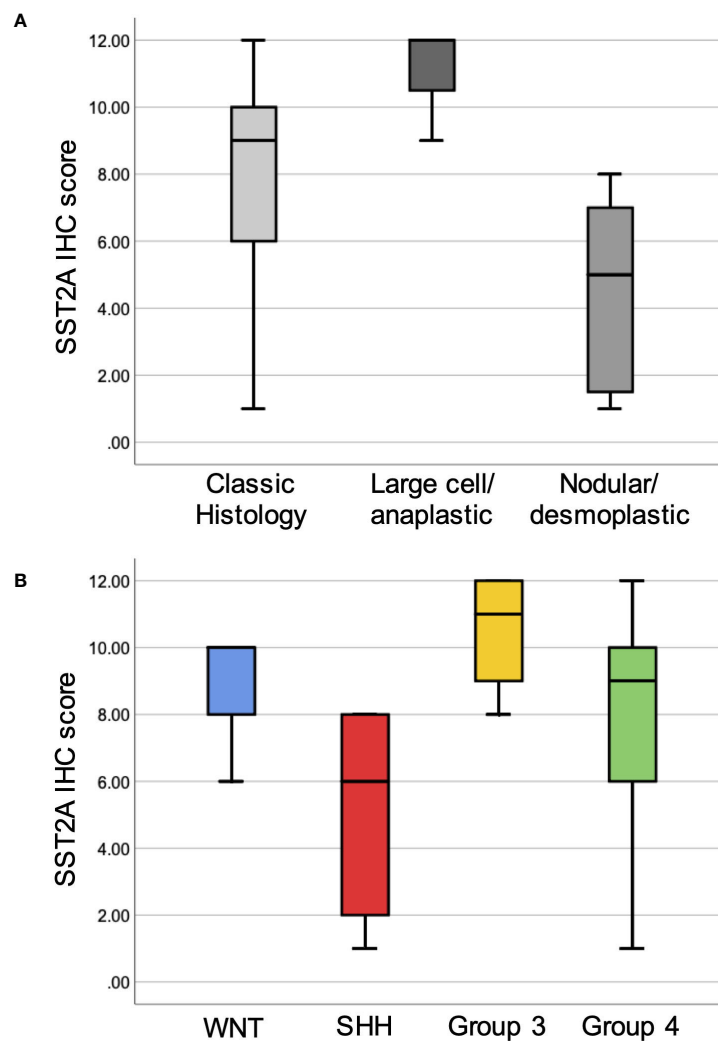 A
12.00
10.00
8.00
6.00
4.00
2.00
.00
SST2A IHC score
Classic Histology
Large cell/ anaplastic
Nodular/ desmoplastic
B
12.00
10.00
8.00
6.00
4.00
2.00
.00
SST2A IHC score
WNT
SHH
Group 3
Group 4